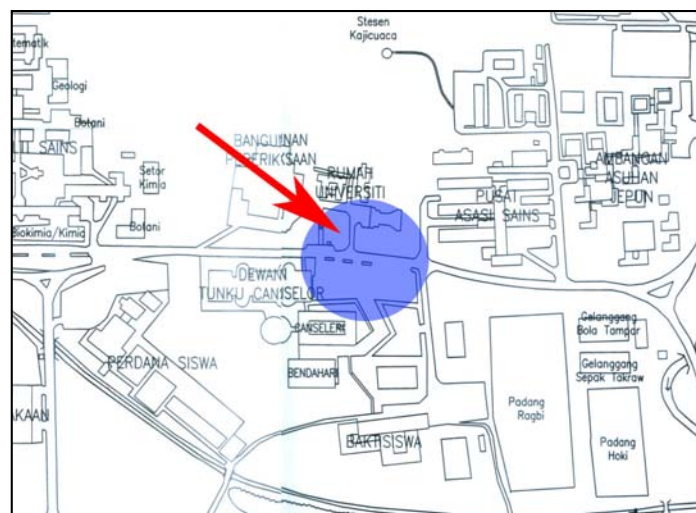 Stesen
Kajicuaca
tematik
Geologi
Botani
LTI SAINS
Setor
Kimia
Botani
Biokimia/Kimia
BANGUNAN
PEPERIKSAAN
RUMAH
UNIVERSITI
PUSAT
ASASI SAINS
AMBANGAN
ASUHAN
JEPUN
DEWAN
TUNKU CANSELOR
CANSELERI
BENDAHARI
PERDANA SISWA
AKAAN
BAKTISISWA
Gelanggang
Bola Tampar
Gelanggang
Sepak Takraw
Padang
Ragbi
Padang
Hoki